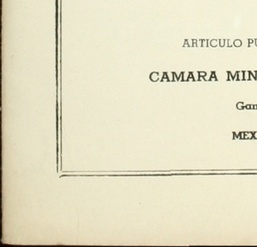 ARTICULO PU
CAMARA MIN
Gan
MEX